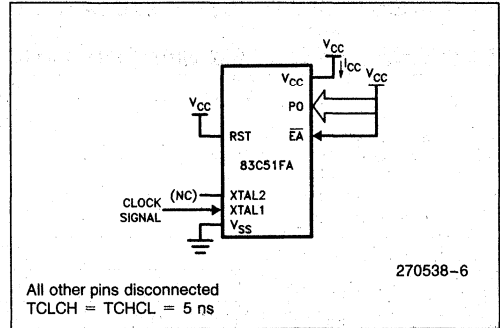 VCC
ICC
VCC
VCC
P0
VCC
RST
EA
83C51FA
(NC)
XTAL2
CLOCK
SIGNAL
XTAL1
VSS
270538-6
All other pins disconnected
TCLCH = TCHCL = 5 ns